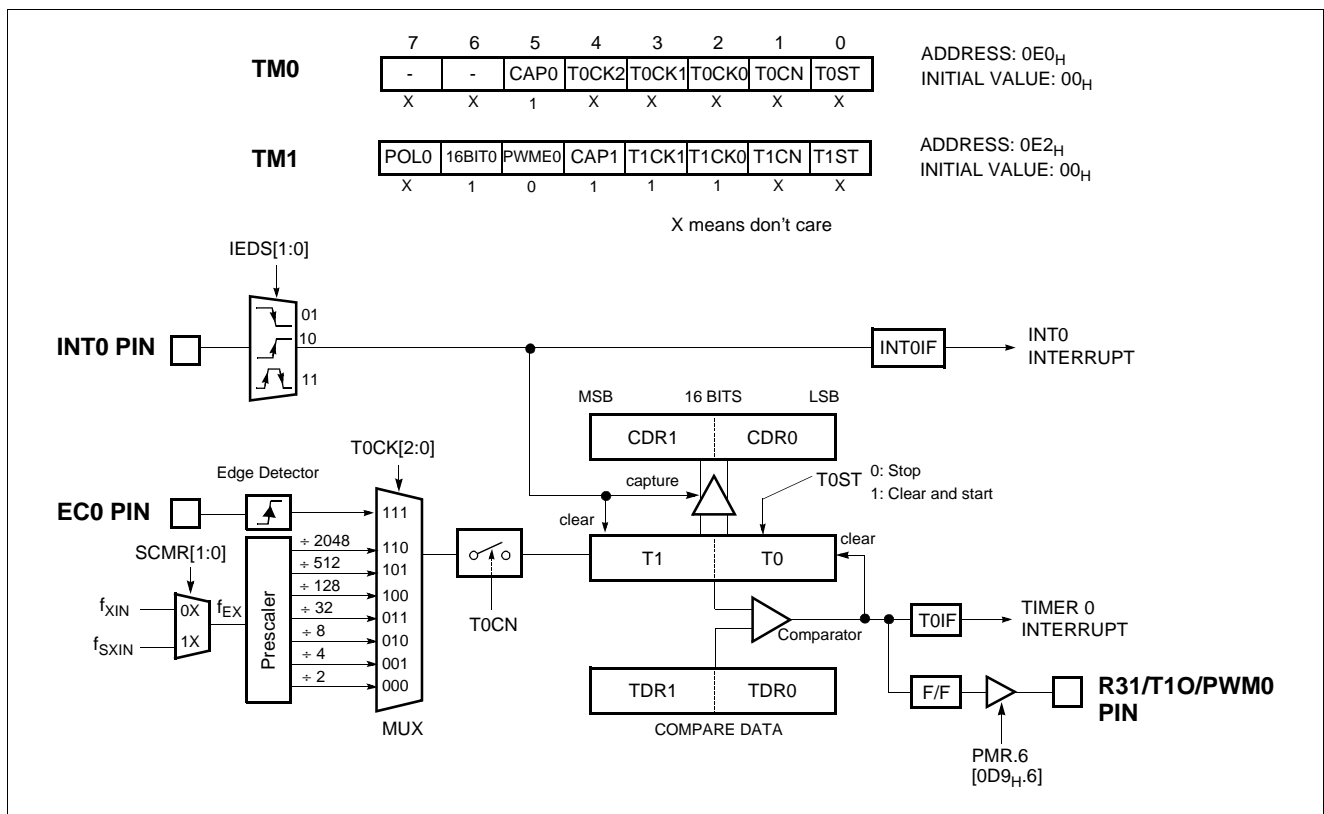 7 6 5 4 3 2 1 0
TM0
- - CAP0 T0CK2 T0CK1 T0CK0 T0CN T0ST
X X 1 X X X X X
ADDRESS: 0E0H
INITIAL VALUE: 00H
TM1
POL0 16BIT0 PWME0 CAP1 T1CK1 T1CK0 T1CN T1ST
X 1 0 1 1 1 X X
ADDRESS: 0E2H
INITIAL VALUE: 00H
X means don't care
IEDS[1:0]
01
10
11
INT0 PIN
INT0IF
INT0
INTERRUPT
MSB 16 BITS LSB
CDR1 CDR0
T0CK[2:0]
Edge Detector
capture
T0ST
0: Stop
1: Clear and start
EC0 PIN
111
clear
clear
SCMR[1:0]
÷ 2048 110
÷ 512 101
÷ 128 100
÷ 32 011
÷ 8 010
÷ 4 001
÷ 2 000
T1 T0
fXIN
0X
fEX
fSXIN
1X
Prescaler
T0CN
MUX
Comparator
T0IF
TIMER 0
INTERRUPT
TDR1 TDR0
COMPARE DATA
F/F
R31/T1O/PWM0
PIN
PMR.6
[0D9H.6]